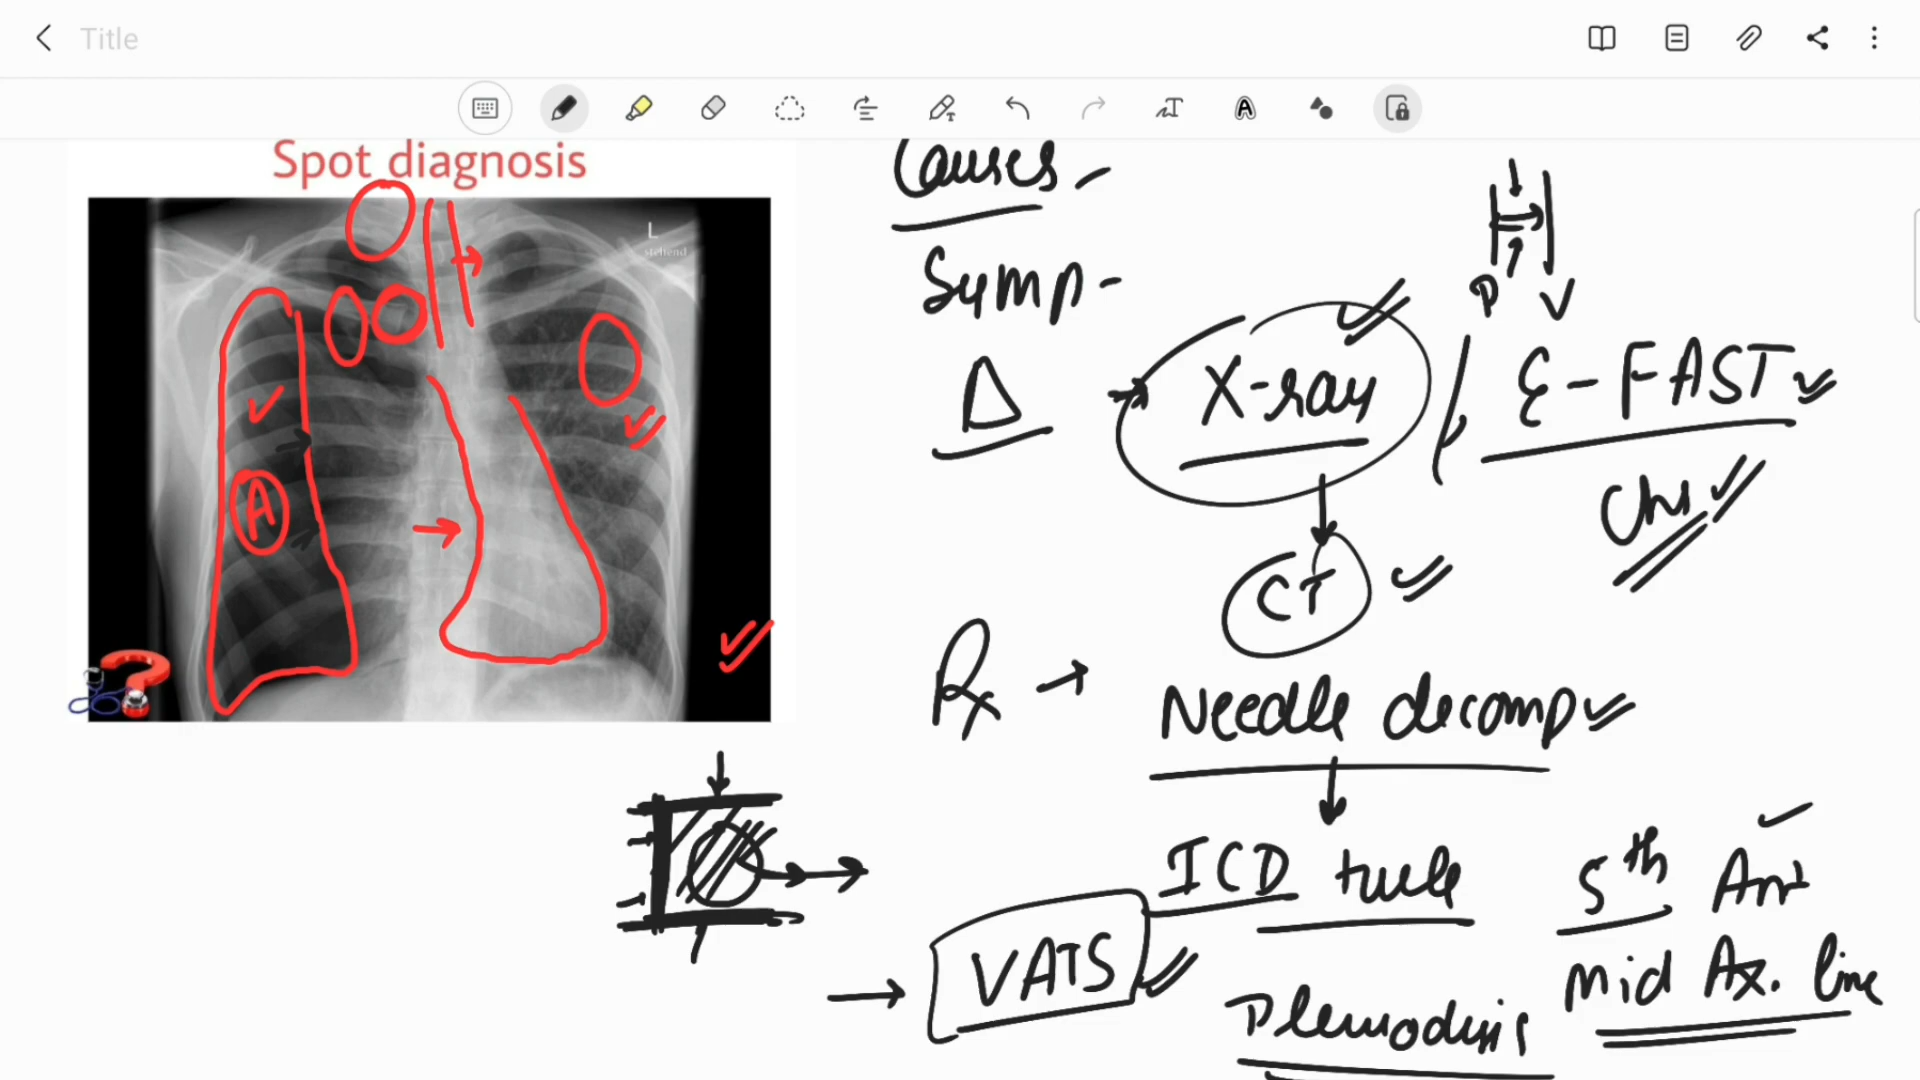 Title
Spot diagnosis
L
stehend
A
Causes -
Symp -
P V
Δ → X-ray
E-FAST
CT
Rx → Needle decomp
ICD tube
5th Ant
mid Ax. line
→ VATS
Pleurodesis